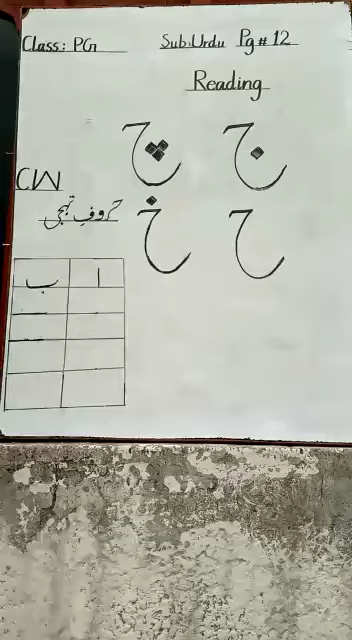 Class: PG Sub: Urdu Pg# 12
Reading
ج چ
CW
ح خ
حروف تہجی
ا ب